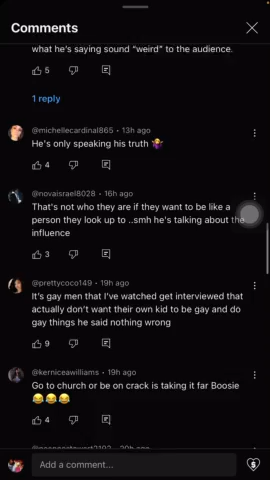 Comments
what he's saying sound “weird” to the audience.
5
1 reply
@michellecardinal865 • 13h ago
He's only speaking his truth 🤷‍♀️
4
@novaisrael8028 • 16h ago
That's not who they are if they want to be like a
person they look up to ..smh he's talking about the
influence
3
@prettycoco149 • 19h ago
It's gay men that I've watched get interviewed that
actually don't want their own kid to be gay and do
gay things he said nothing wrong
9
@kerniceawilliams • 19h ago
Go to church or be on crack is taking it far Boosie
😂😂😂
4
Add a comment...